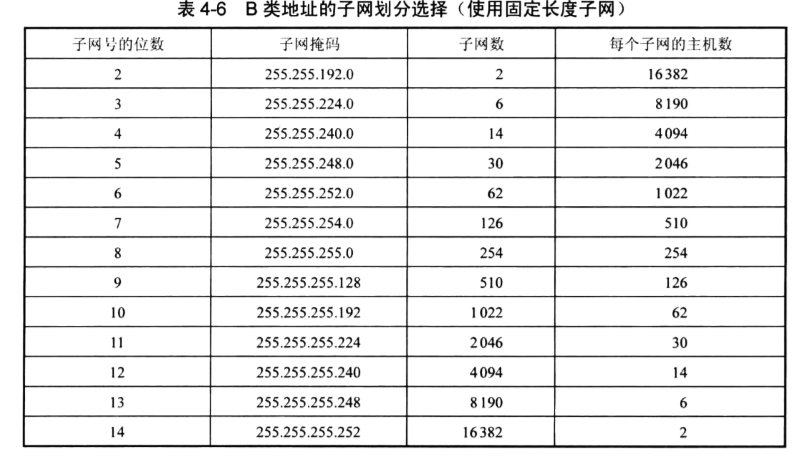 表 4-6 B 类地址的子网划分选择（使用固定长度子网）
子网号的位数 子网掩码 子网数 每个子网的主机数
2 255.255.192.0 2 16382
3 255.255.224.0 6 8190
4 255.255.240.0 14 4094
5 255.255.248.0 30 2046
6 255.255.252.0 62 1022
7 255.255.254.0 126 510
8 255.255.255.0 254 254
9 255.255.255.128 510 126
10 255.255.255.192 1022 62
11 255.255.255.224 2046 30
12 255.255.255.240 4094 14
13 255.255.255.248 8190 6
14 255.255.255.252 16382 2